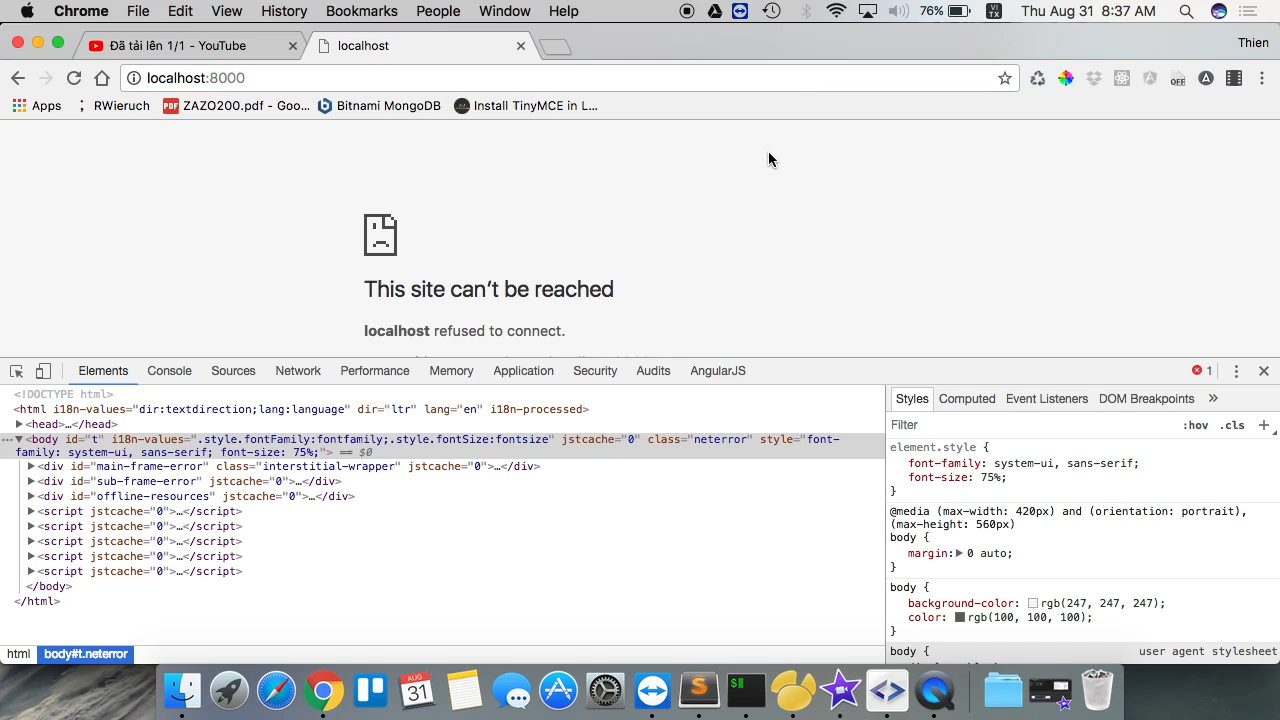 Chrome File Edit View History Bookmarks People Window Help 76% VI TX Thu Aug 31 8:37 AM
Đã tải lên 1/1 - YouTube localhost Thien
localhost:8000 OFF
Apps RWieruch PDF ZAZO200.pdf - Goo... Bitnami MongoDB Install TinyMCE in L...
This site can’t be reached
localhost refused to connect.
Elements Console Sources Network Performance Memory Application Security Audits AngularJS 1
<!DOCTYPE html>
<html i18n-values="dir:textdirection;lang:language" dir="ltr" lang="en" i18n-processed>
<head>…</head>
<body id="t" i18n-values=".style.fontFamily:fontfamily;.style.fontSize:fontsize" jstcache="0" class="neterror" style="font-
family: system-ui, sans-serif; font-size: 75%;"> == $0
<div id="main-frame-error" class="interstitial-wrapper" jstcache="0">…</div>
<div id="sub-frame-error" jstcache="0">…</div>
<div id="offline-resources" jstcache="0">…</div>
<script jstcache="0">…</script>
<script jstcache="0">…</script>
<script jstcache="0">…</script>
<script jstcache="0">…</script>
<script jstcache="0">…</script>
</body>
</html>
html body#t.neterror
Styles Computed Event Listeners DOM Breakpoints »
Filter :hov .cls +
element.style {
font-family: system-ui, sans-serif;
font-size: 75%;
}
@media (max-width: 420px) and (orientation: portrait),
(max-height: 560px)
body {
margin: 0 auto;
}
body {
background-color: rgb(247, 247, 247);
color: rgb(100, 100, 100);
}
body { user agent stylesheet
AUG
31